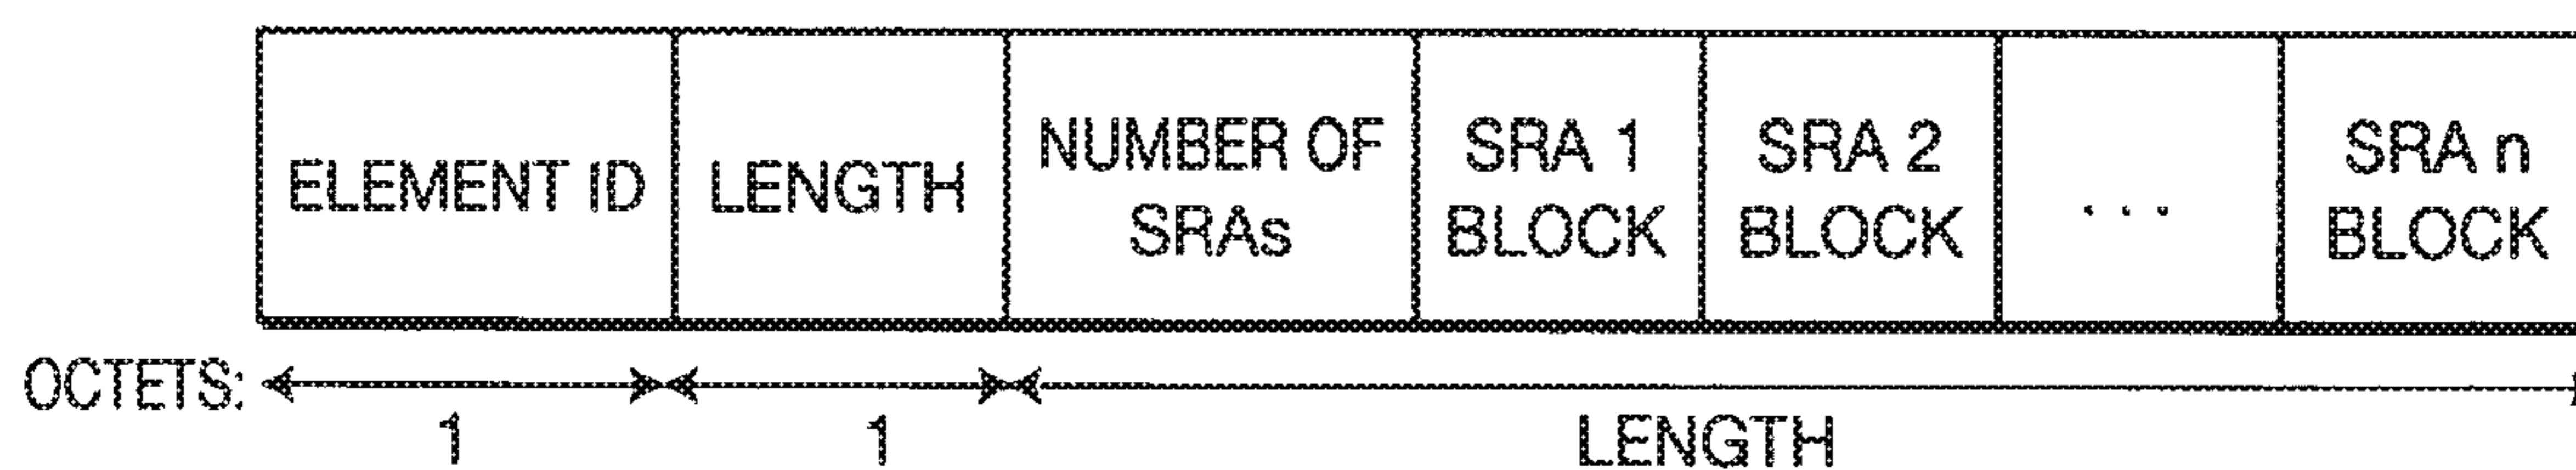 ELEMENT ID
LENGTH
NUMBER OF
SRAs
SRA 1
BLOCK
SRA 2
BLOCK
...
SRA n
BLOCK
OCTETS:
1
1
LENGTH